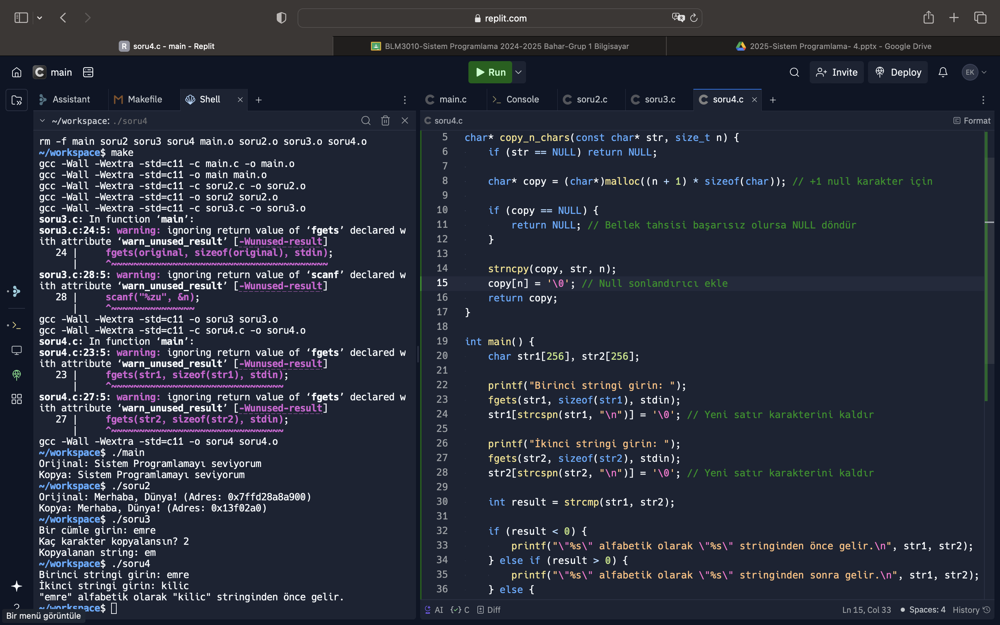 replit.com
R soru4.c - main - Replit
BLM3010-Sistem Programlama 2024-2025 Bahar-Grup 1 Bilgisayar
2025-Sistem Programlama- 4.pptx - Google Drive
main
Run
Invite
Deploy
EK
Assistant
Makefile
Shell
main.c
Console
soru2.c
soru3.c
soru4.c
~/workspace: ./soru4
rm -f main soru2 soru3 soru4 main.o soru2.o soru3.o soru4.o
~/workspace$ make
gcc -Wall -Wextra -std=c11 -c main.c -o main.o
gcc -Wall -Wextra -std=c11 -o main main.o
gcc -Wall -Wextra -std=c11 -c soru2.c -o soru2.o
gcc -Wall -Wextra -std=c11 -o soru2 soru2.o
gcc -Wall -Wextra -std=c11 -c soru3.c -o soru3.o
soru3.c: In function ‘main’:
soru3.c:24:5: warning: ignoring return value of ‘fgets’ declared w
ith attribute ‘warn_unused_result’ [-Wunused-result]
24 | fgets(original, sizeof(original), stdin);
| ^~~~~~~~~~~~~~~~~~~~~~~~~~~~~~~~~~~~~~~~
soru3.c:28:5: warning: ignoring return value of ‘scanf’ declared w
ith attribute ‘warn_unused_result’ [-Wunused-result]
28 | scanf("%zu", &n);
| ^~~~~~~~~~~~~~~~
gcc -Wall -Wextra -std=c11 -o soru3 soru3.o
gcc -Wall -Wextra -std=c11 -c soru4.c -o soru4.o
soru4.c: In function ‘main’:
soru4.c:23:5: warning: ignoring return value of ‘fgets’ declared w
ith attribute ‘warn_unused_result’ [-Wunused-result]
23 | fgets(str1, sizeof(str1), stdin);
| ^~~~~~~~~~~~~~~~~~~~~~~~~~~~~~~~
soru4.c:27:5: warning: ignoring return value of ‘fgets’ declared w
ith attribute ‘warn_unused_result’ [-Wunused-result]
27 | fgets(str2, sizeof(str2), stdin);
| ^~~~~~~~~~~~~~~~~~~~~~~~~~~~~~~~
gcc -Wall -Wextra -std=c11 -o soru4 soru4.o
~/workspace$ ./main
Orijinal: Sistem Programlamayı seviyorum
Kopya: Sistem Programlamayı seviyorum
~/workspace$ ./soru2
Orijinal: Merhaba, Dünya! (Adres: 0x7ffd28a8a900)
Kopya: Merhaba, Dünya! (Adres: 0x13f02a0)
~/workspace$ ./soru3
Bir cümle girin: emre
Kaç karakter kopyalansın? 2
Kopyalanan string: em
~/workspace$ ./soru4
Birinci stringi girin: emre
İkinci stringi girin: kilic
"emre" alfabetik olarak "kilic" stringinden önce gelir.
~/workspace$
Bir menü görüntüle
soru4.c
Format
5 char* copy_n_chars(const char* str, size_t n) {
6 if (str == NULL) return NULL;
7
8 char* copy = (char*)malloc((n + 1) * sizeof(char)); // +1 null karakter için
9
10 if (copy == NULL) {
11 return NULL; // Bellek tahsisi başarısız olursa NULL döndür
12 }
13
14 strncpy(copy, str, n);
15 copy[n] = '\0'; // Null sonlandırıcı ekle
16 return copy;
17 }
18
19 int main() {
20 char str1[256], str2[256];
21
22 printf("Birinci stringi girin: ");
23 fgets(str1, sizeof(str1), stdin);
24 str1[strcspn(str1, "\n")] = '\0'; // Yeni satır karakterini kaldır
25
26 printf("İkinci stringi girin: ");
27 fgets(str2, sizeof(str2), stdin);
28 str2[strcspn(str2, "\n")] = '\0'; // Yeni satır karakterini kaldır
29
30 int result = strcmp(str1, str2);
31
32 if (result < 0) {
33 printf("\"%s\" alfabetik olarak \"%s\" stringinden önce gelir.\n", str1, str2);
34 } else if (result > 0) {
35 printf("\"%s\" alfabetik olarak \"%s\" stringinden sonra gelir.\n", str1, str2);
36 } else {
AI
C
Diff
Ln 15, Col 33
Spaces: 4
History